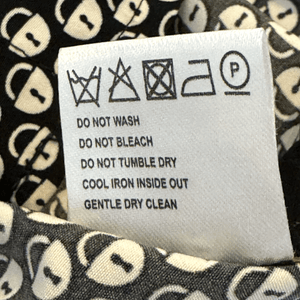 P
DO NOT WASH
DO NOT BLEACH
DO NOT TUMBLE DRY
COOL IRON INSIDE OUT
GENTLE DRY CLEAN